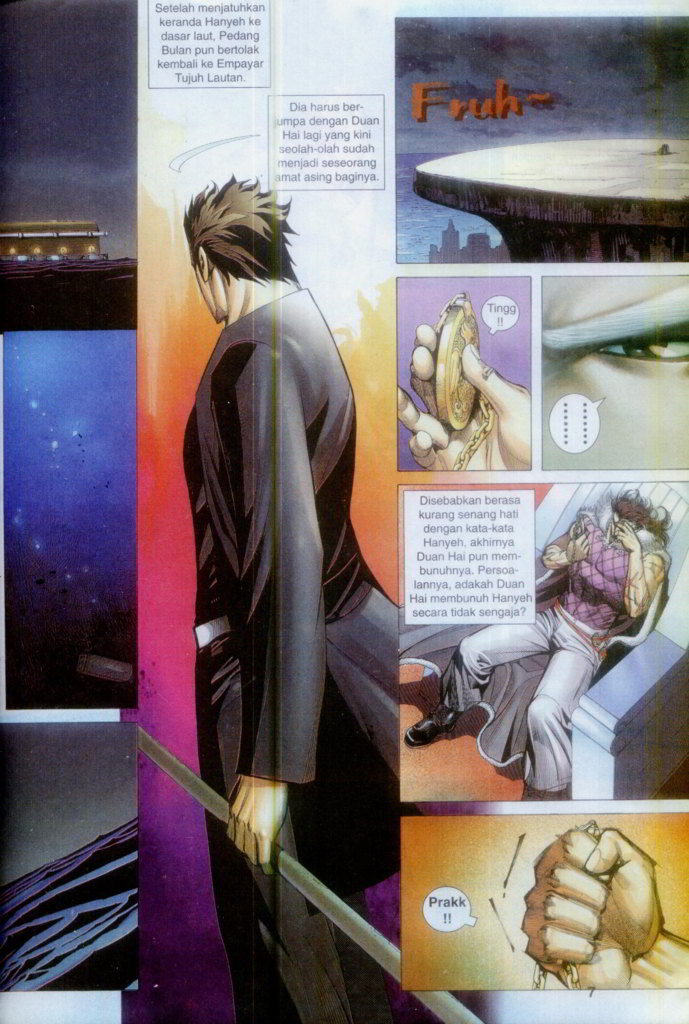 Setelah menjatuhkan
keranda Hanyeh ke
dasar laut, Pedang
Bulan pun bertolak
kembali ke Empayar
Tujuh Lautan.
Dia harus ber-
jumpa dengan Duan
Hai lagi yang kini
seolah-olah sudah
menjadi seseorang
amat asing baginya.
Fruh~
Tingg
!!
Disebabkan berasa
kurang senang hati
dengan kata-kata
Hanyeh, akhirnya
Duan Hai pun mem-
bunuhnya. Persoa-
lannya, adakah Duan
Hai membunuh Hanyeh
secara tidak sengaja?
Prakk
!!
7